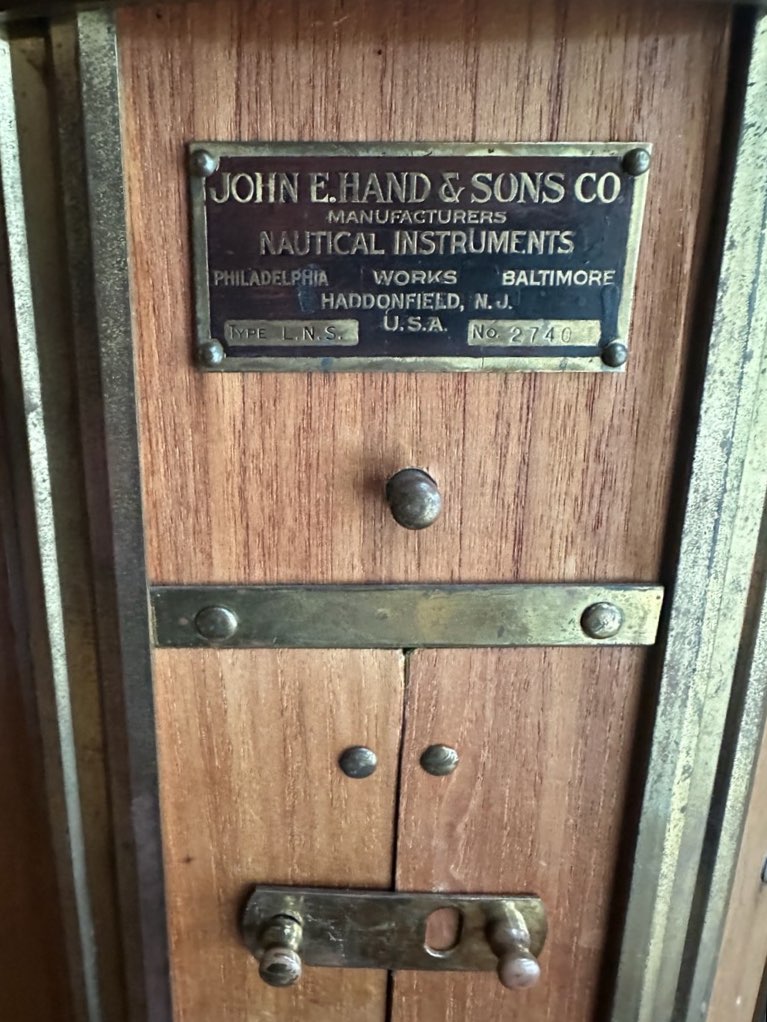 JOHN E. HAND & SONS CO
MANUFACTURERS
NAUTICAL INSTRUMENTS
PHILADELPHIA WORKS BALTIMORE
HADDONFIELD, N. J.
U.S.A.
TYPE L.N.S. No. 2740